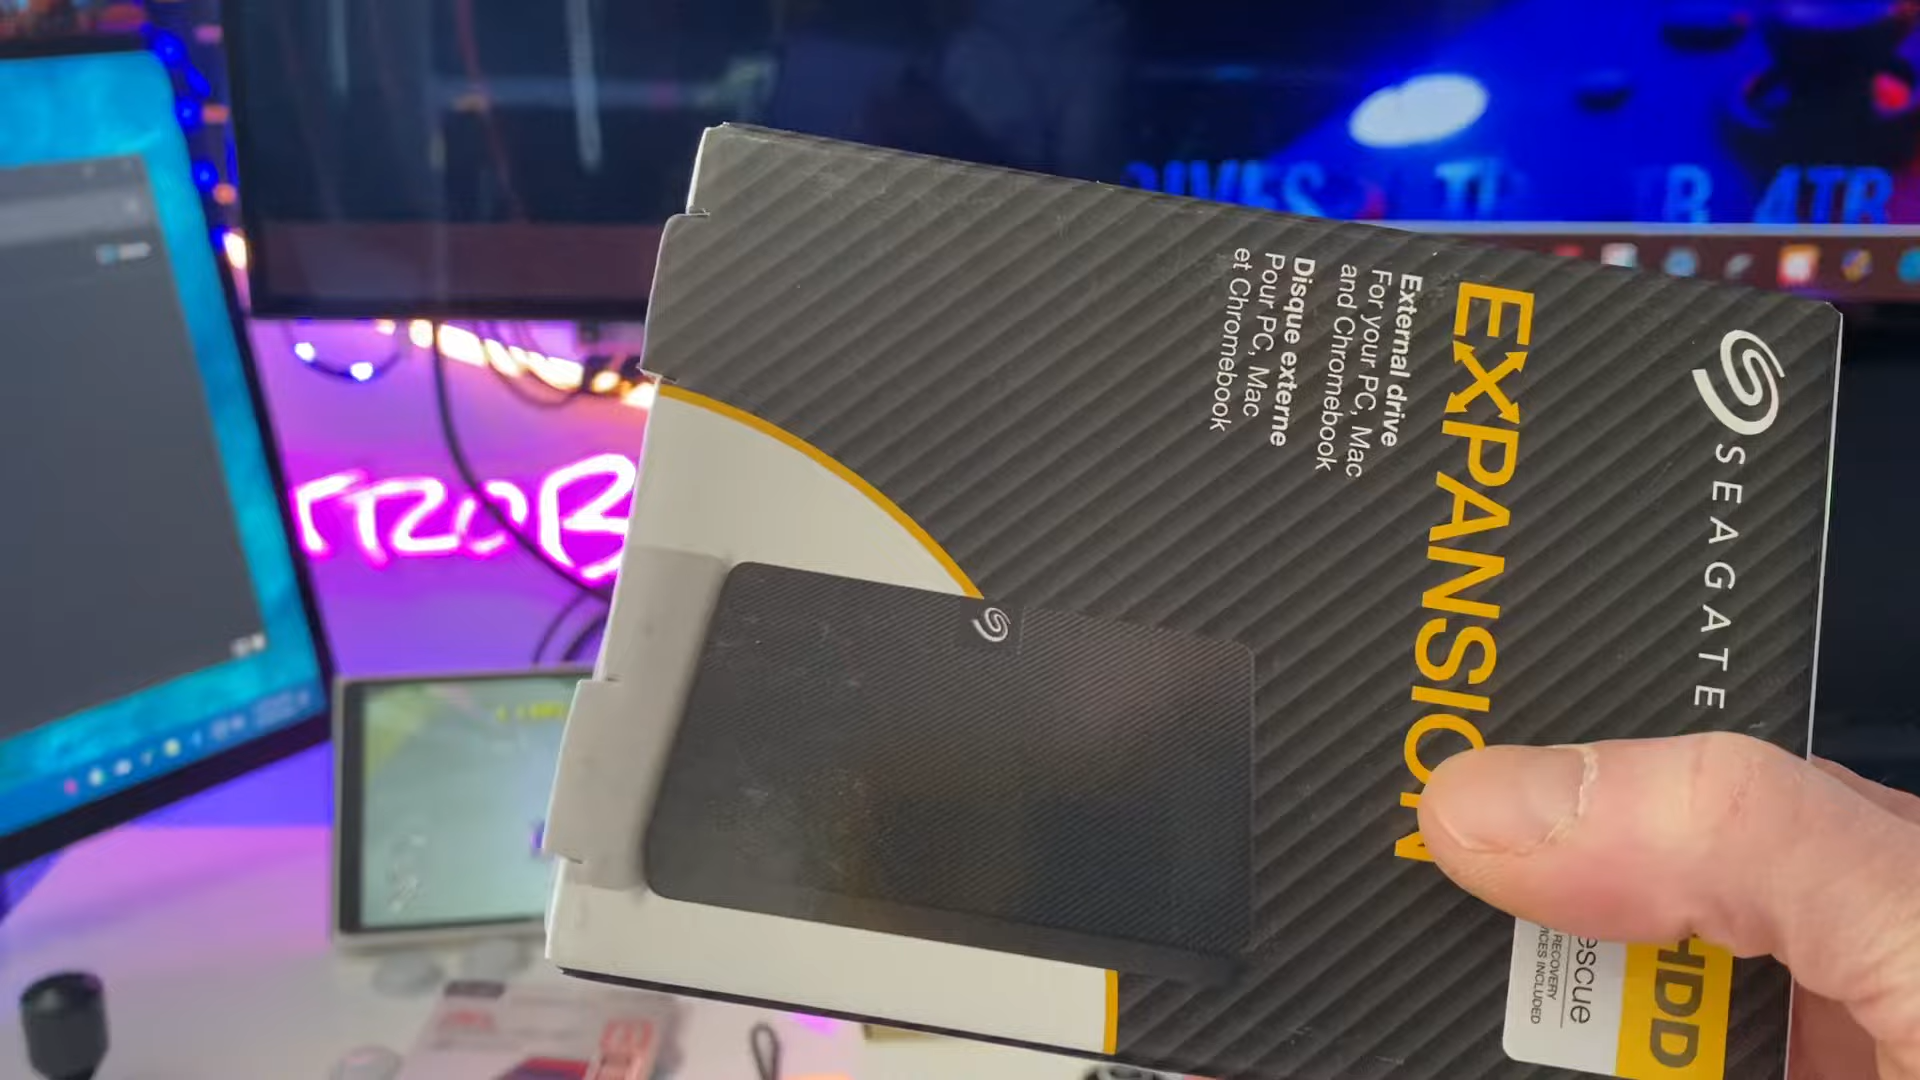 SEAGATE
EXPANSION
External drive
For your PC, Mac
and Chromebook
Disque externe
Pour PC, Mac
et Chromebook
HDD
RECOVERY
INCLUDED
4TB